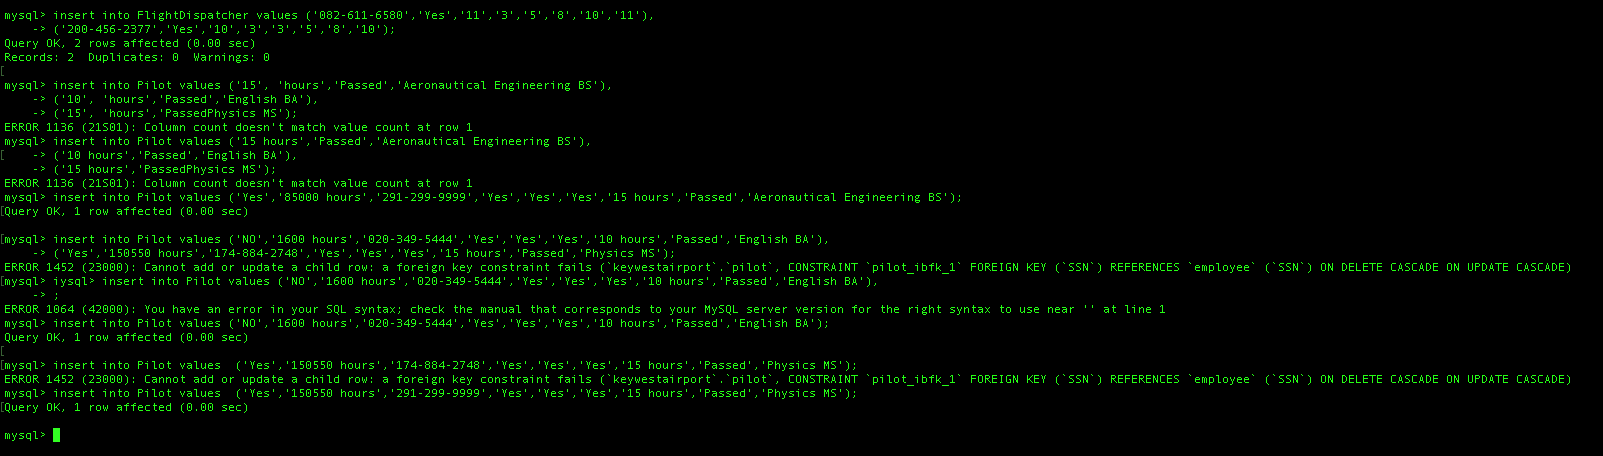 mysql> insert into FlightDispatcher values ('082-611-6580','Yes','11','3','5','8','10','11'),
    -> ('200-456-2377','Yes','10','3','3','5','8','10');
Query OK, 2 rows affected (0.00 sec)
Records: 2  Duplicates: 0  Warnings: 0
[
mysql> insert into Pilot values ('15', 'hours','Passed','Aeronautical Engineering BS'),
    -> ('10', 'hours','Passed','English BA'),
    -> ('15', 'hours','PassedPhysics MS');
ERROR 1136 (21S01): Column count doesn't match value count at row 1
mysql> insert into Pilot values ('15 hours','Passed','Aeronautical Engineering BS'),
[    -> ('10 hours','Passed','English BA'),
    -> ('15 hours','PassedPhysics MS');
ERROR 1136 (21S01): Column count doesn't match value count at row 1
mysql> insert into Pilot values ('Yes','85000 hours','291-299-9999','Yes','Yes','Yes','15 hours','Passed','Aeronautical Engineering BS');
[Query OK, 1 row affected (0.00 sec)
[mysql> insert into Pilot values ('NO','1600 hours','020-349-5444','Yes','Yes','Yes','10 hours','Passed','English BA'),
    -> ('Yes','150550 hours','174-884-2748','Yes','Yes','Yes','15 hours','Passed','Physics MS');
ERROR 1452 (23000): Cannot add or update a child row: a foreign key constraint fails (`keywestairport`.`pilot`, CONSTRAINT `pilot_ibfk_1` FOREIGN KEY (`SSN`) REFERENCES `employee` (`SSN`) ON DELETE CASCADE ON UPDATE CASCADE)
[mysql> iysql> insert into Pilot values ('NO','1600 hours','020-349-5444','Yes','Yes','Yes','10 hours','Passed','English BA'),
    -> ;
ERROR 1064 (42000): You have an error in your SQL syntax; check the manual that corresponds to your MySQL server version for the right syntax to use near '' at line 1
mysql> insert into Pilot values ('NO','1600 hours','020-349-5444','Yes','Yes','Yes','10 hours','Passed','English BA');
Query OK, 1 row affected (0.00 sec)
[
[mysql> insert into Pilot values  ('Yes','150550 hours','174-884-2748','Yes','Yes','Yes','15 hours','Passed','Physics MS');
ERROR 1452 (23000): Cannot add or update a child row: a foreign key constraint fails (`keywestairport`.`pilot`, CONSTRAINT `pilot_ibfk_1` FOREIGN KEY (`SSN`) REFERENCES `employee` (`SSN`) ON DELETE CASCADE ON UPDATE CASCADE)
mysql> insert into Pilot values  ('Yes','150550 hours','291-299-9999','Yes','Yes','Yes','15 hours','Passed','Physics MS');
[Query OK, 1 row affected (0.00 sec)
mysql>